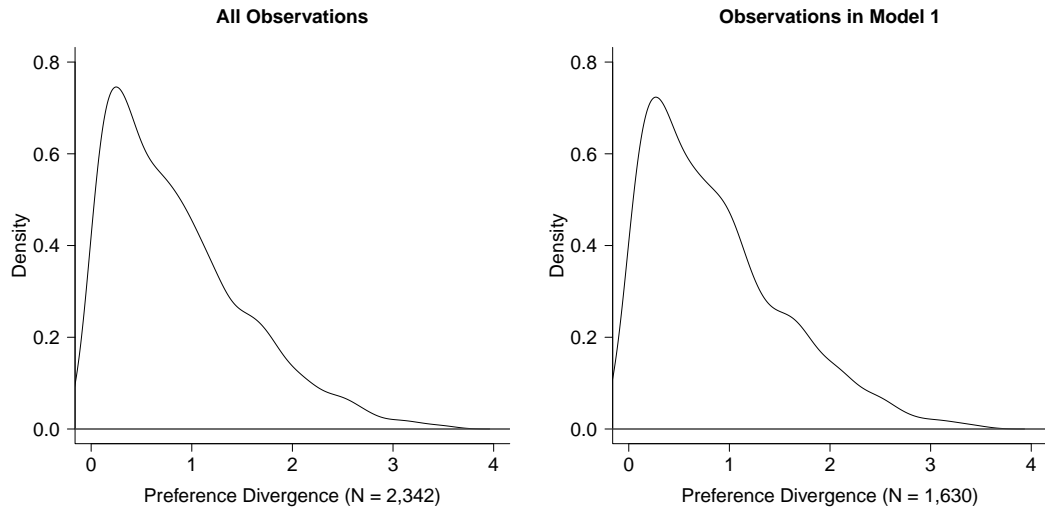 All Observations
Density
0.8
0.6
0.4
0.2
0.0
0 1 2 3 4
Preference Divergence (N = 2,342)
Observations in Model 1
Density
0.8
0.6
0.4
0.2
0.0
0 1 2 3 4
Preference Divergence (N = 1,630)